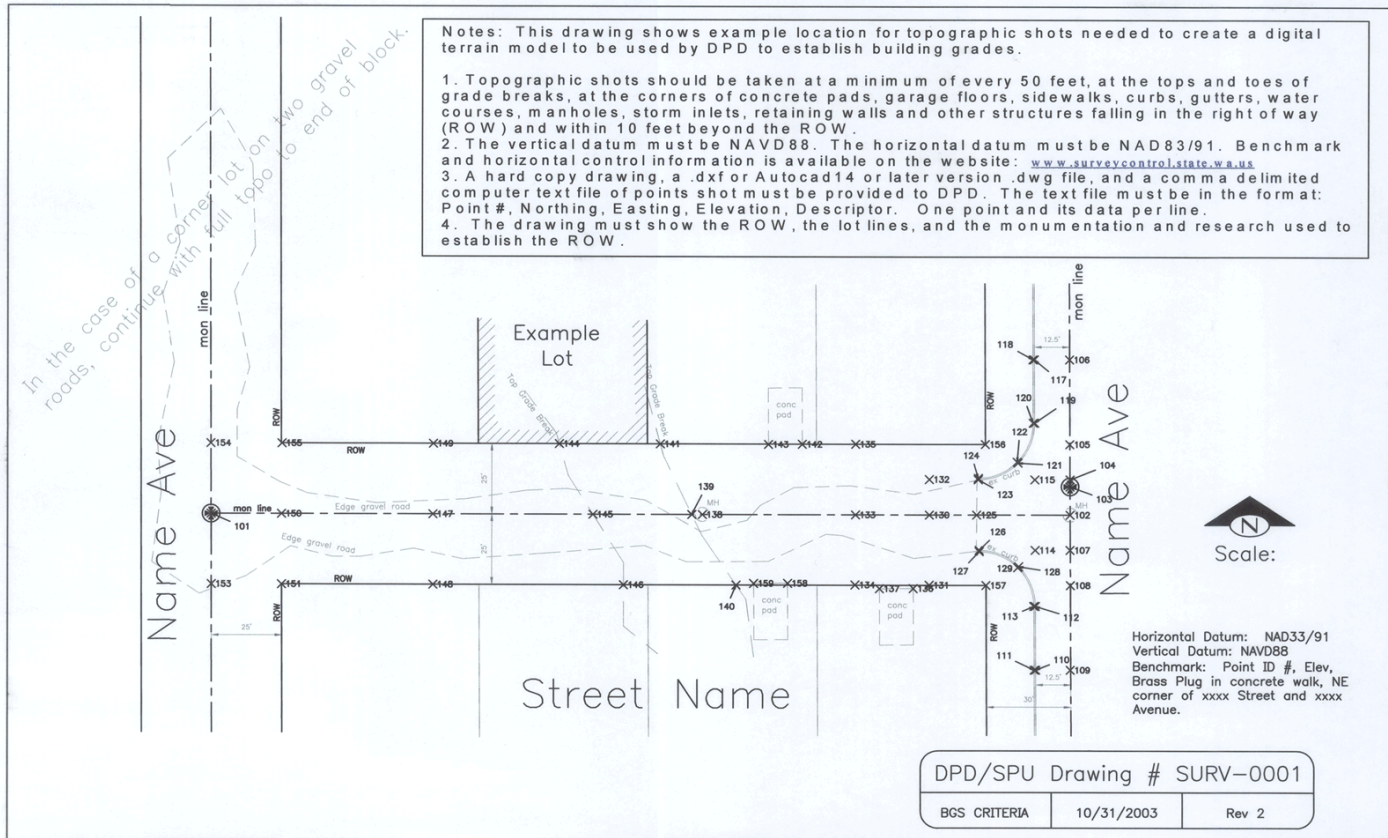 Notes: This drawing shows example location for topographic shots needed to create a digital
terrain model to be used by DPD to establish building grades.
1. Topographic shots should be taken at a minimum of every 50 feet, at the tops and toes of
grade breaks, at the corners of concrete pads, garage floors, sidewalks, curbs, gutters, water
courses, manholes, storm inlets, retaining walls and other structures falling in the right of way
(ROW) and within 10 feet beyond the ROW.
2. The vertical datum must be NAVD88. The horizontal datum must be NAD83/91. Benchmark
and horizontal control information is available on the website: www.surveycontrol.state.wa.us
3. A hard copy drawing, a .dxf or Autocad14 or later version .dwg file, and a comma delimited
computer text file of points shot must be provided to DPD. The text file must be in the format:
Point #, Northing, Easting, Elevation, Descriptor. One point and its data per line.
4. The drawing must show the ROW, the lot lines, and the monumentation and research used to
establish the ROW.
In the case of a corner lot on two gravel
roads, continue with full topo to end of block.
mon line
mon line
Example
Lot
Top Grade Break
Top Grade Break
conc
pad
118
12.5'
106
117
120
119
ROW
ROW
122
Name Ave
Name Ave
154
155
ROW
149
144
141
143
142
135
156
105
124
121
104
25'
139
132
ex curb
115
123
103
MH
MH
mon line
Edge gravel road
101
150
147
145
138
133
130
125
102
N
Scale:
Edge gravel road
25'
126
ex curb
114
107
127
129
128
153
151
ROW
148
146
159
158
134
137
136
131
157
108
140
conc
pad
conc
pad
113
112
ROW
ROW
25'
111
110
109
12.5'
30'
Street Name
Horizontal Datum: NAD33/91
Vertical Datum: NAVD88
Benchmark: Point ID #, Elev,
Brass Plug in concrete walk, NE
corner of xxxx Street and xxxx
Avenue.
DPD/SPU Drawing # SURV-0001
BGS CRITERIA
10/31/2003
Rev 2